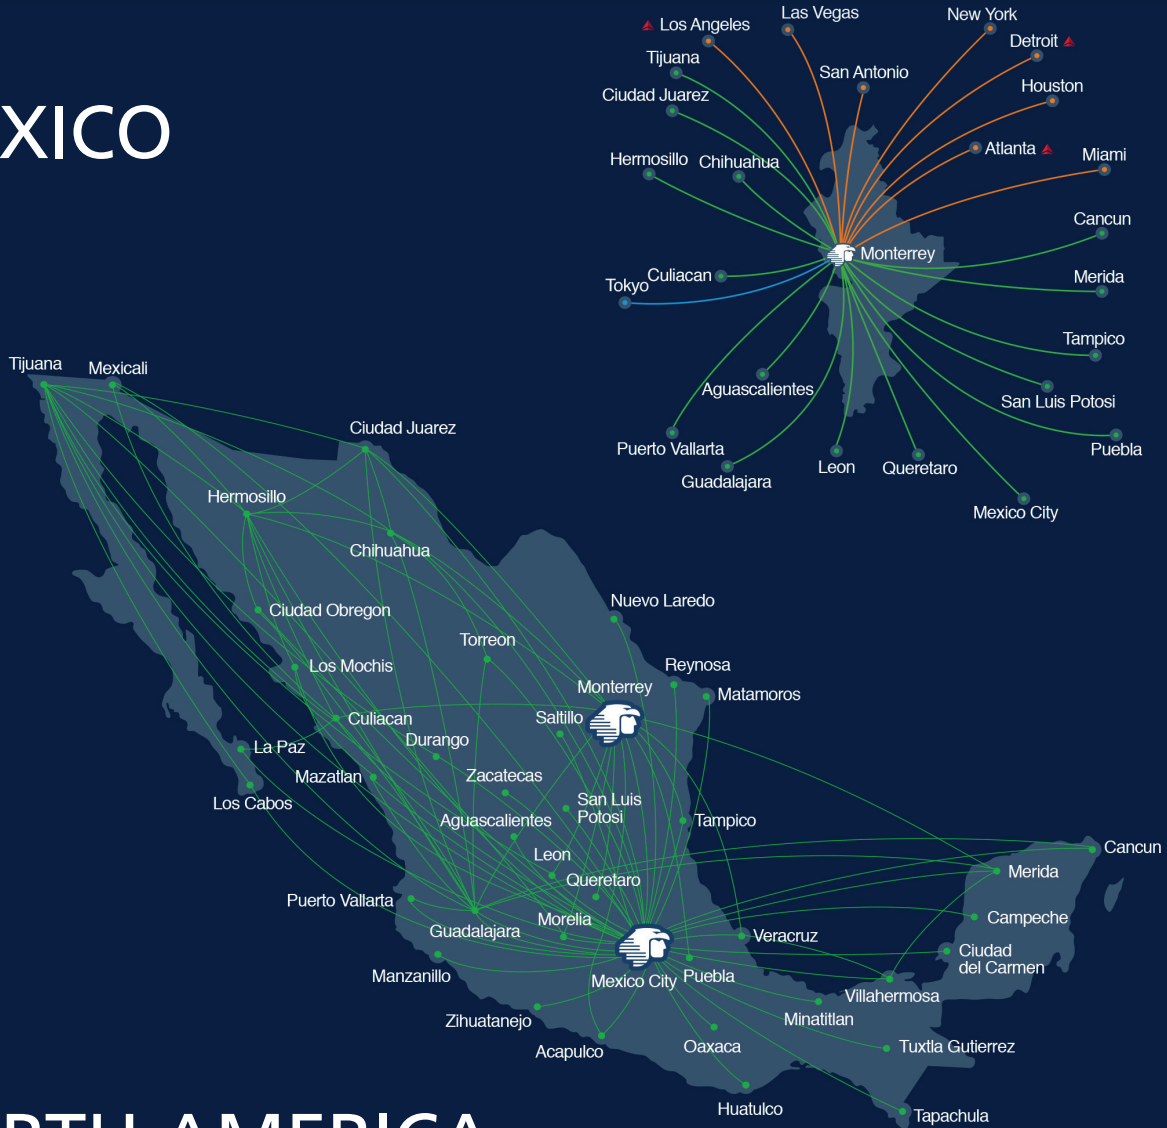 XICO
Los Angeles
Las Vegas
New York
Detroit
Tijuana
San Antonio
Houston
Ciudad Juarez
Atlanta
Miami
Hermosillo
Chihuahua
Cancun
Monterrey
Culiacan
Tokyo
Merida
Tampico
Aguascalientes
San Luis Potosi
Puerto Vallarta
Guadalajara
Leon
Queretaro
Puebla
Mexico City
Tijuana
Mexicali
Ciudad Juarez
Hermosillo
Chihuahua
Nuevo Laredo
Ciudad Obregon
Torreon
Los Mochis
Reynosa
Monterrey
Matamoros
Culiacan
Saltillo
Durango
La Paz
Mazatlan
Zacatecas
Los Cabos
San Luis
Potosi
Aguascalientes
Tampico
Leon
Cancun
Queretaro
Merida
Puerto Vallarta
Morelia
Campeche
Guadalajara
Veracruz
Ciudad
del Carmen
Manzanillo
Mexico City
Puebla
Villahermosa
Zihuatanejo
Minatitlan
Acapulco
Oaxaca
Tuxtla Gutierrez
Huatulco
Tapachula
RTH AMERICA